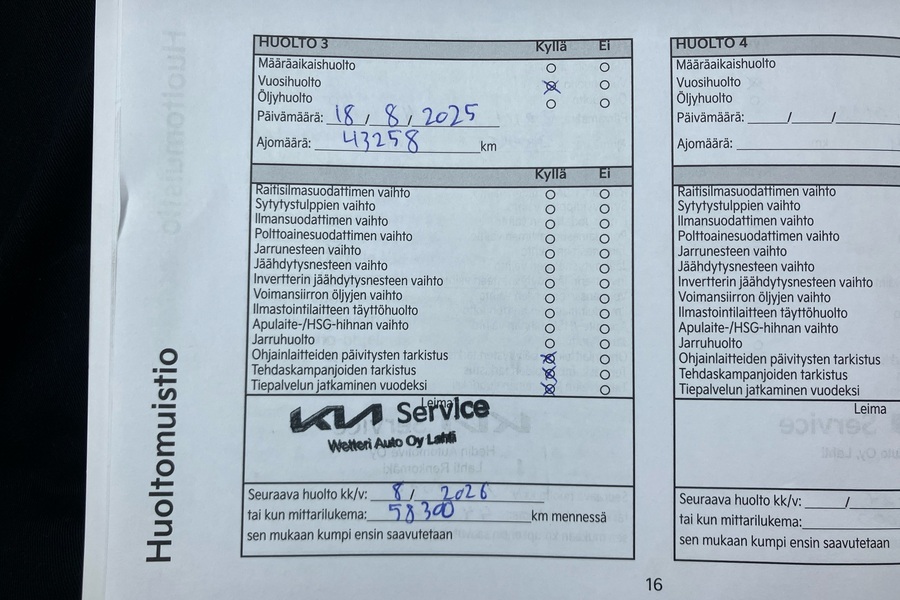 Huoltomuistio
HUOLTO 3 Kyllä Ei
Määräaikaishuolto
Vuosihuolto
Öljyhuolto
Päivämäärä: 18 / 8 / 2025
Ajomäärä: 43258 km
Kyllä Ei
Raitisilmasuodattimen vaihto
Sytytystulppien vaihto
Ilmansuodattimen vaihto
Polttoainesuodattimen vaihto
Jarrunesteen vaihto
Jäähdytysnesteen vaihto
Invertterin jäähdytysnesteen vaihto
Voimansiirron öljyjen vaihto
Ilmastointilaitteen täyttöhuolto
Apulaite-/HSG-hihnan vaihto
Jarruhuolto
Ohjainlaitteiden päivitysten tarkistus
Tehdaskampanjoiden tarkistus
Tiepalvelun jatkaminen vuodeksi
Leima
KIA Service
Wetteri Auto Oy Lahti
Seuraava huolto kk/v: 8 / 2026
tai kun mittarilukema: 58300 km mennessä
sen mukaan kumpi ensin saavutetaan
HUOLTO 4
Määräaikaishuolto
Vuosihuolto
Öljyhuolto
Päivämäärä: / /
Ajomäärä:
Raitisilmasuodattimen vaihto
Sytytystulppien vaihto
Ilmansuodattimen vaihto
Polttoainesuodattimen vaihto
Jarrunesteen vaihto
Jäähdytysnesteen vaihto
Invertterin jäähdytysnesteen vaihto
Voimansiirron öljyjen vaihto
Ilmastointilaitteen täyttöhuolto
Apulaite-/HSG-hihnan vaihto
Jarruhuolto
Ohjainlaitteiden päivitysten tarkistus
Tehdaskampanjoiden tarkistus
Tiepalvelun jatkaminen vuodeksi
Leima
Seuraava huolto kk/v: /
tai kun mittarilukema:
sen mukaan kumpi ensin saavutetaan
16